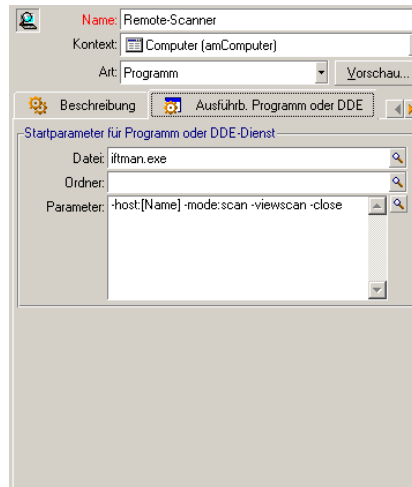 Name: Remote-Scanner
Kontext: Computer (amComputer)
Art: Programm Vorschau...
Beschreibung Ausführb. Programm oder DDE
Startparameter für Programm oder DDE-Dienst
Datei: iftman.exe
Ordner:
Parameter: -host:[Name] -mode:scan -viewscan -close